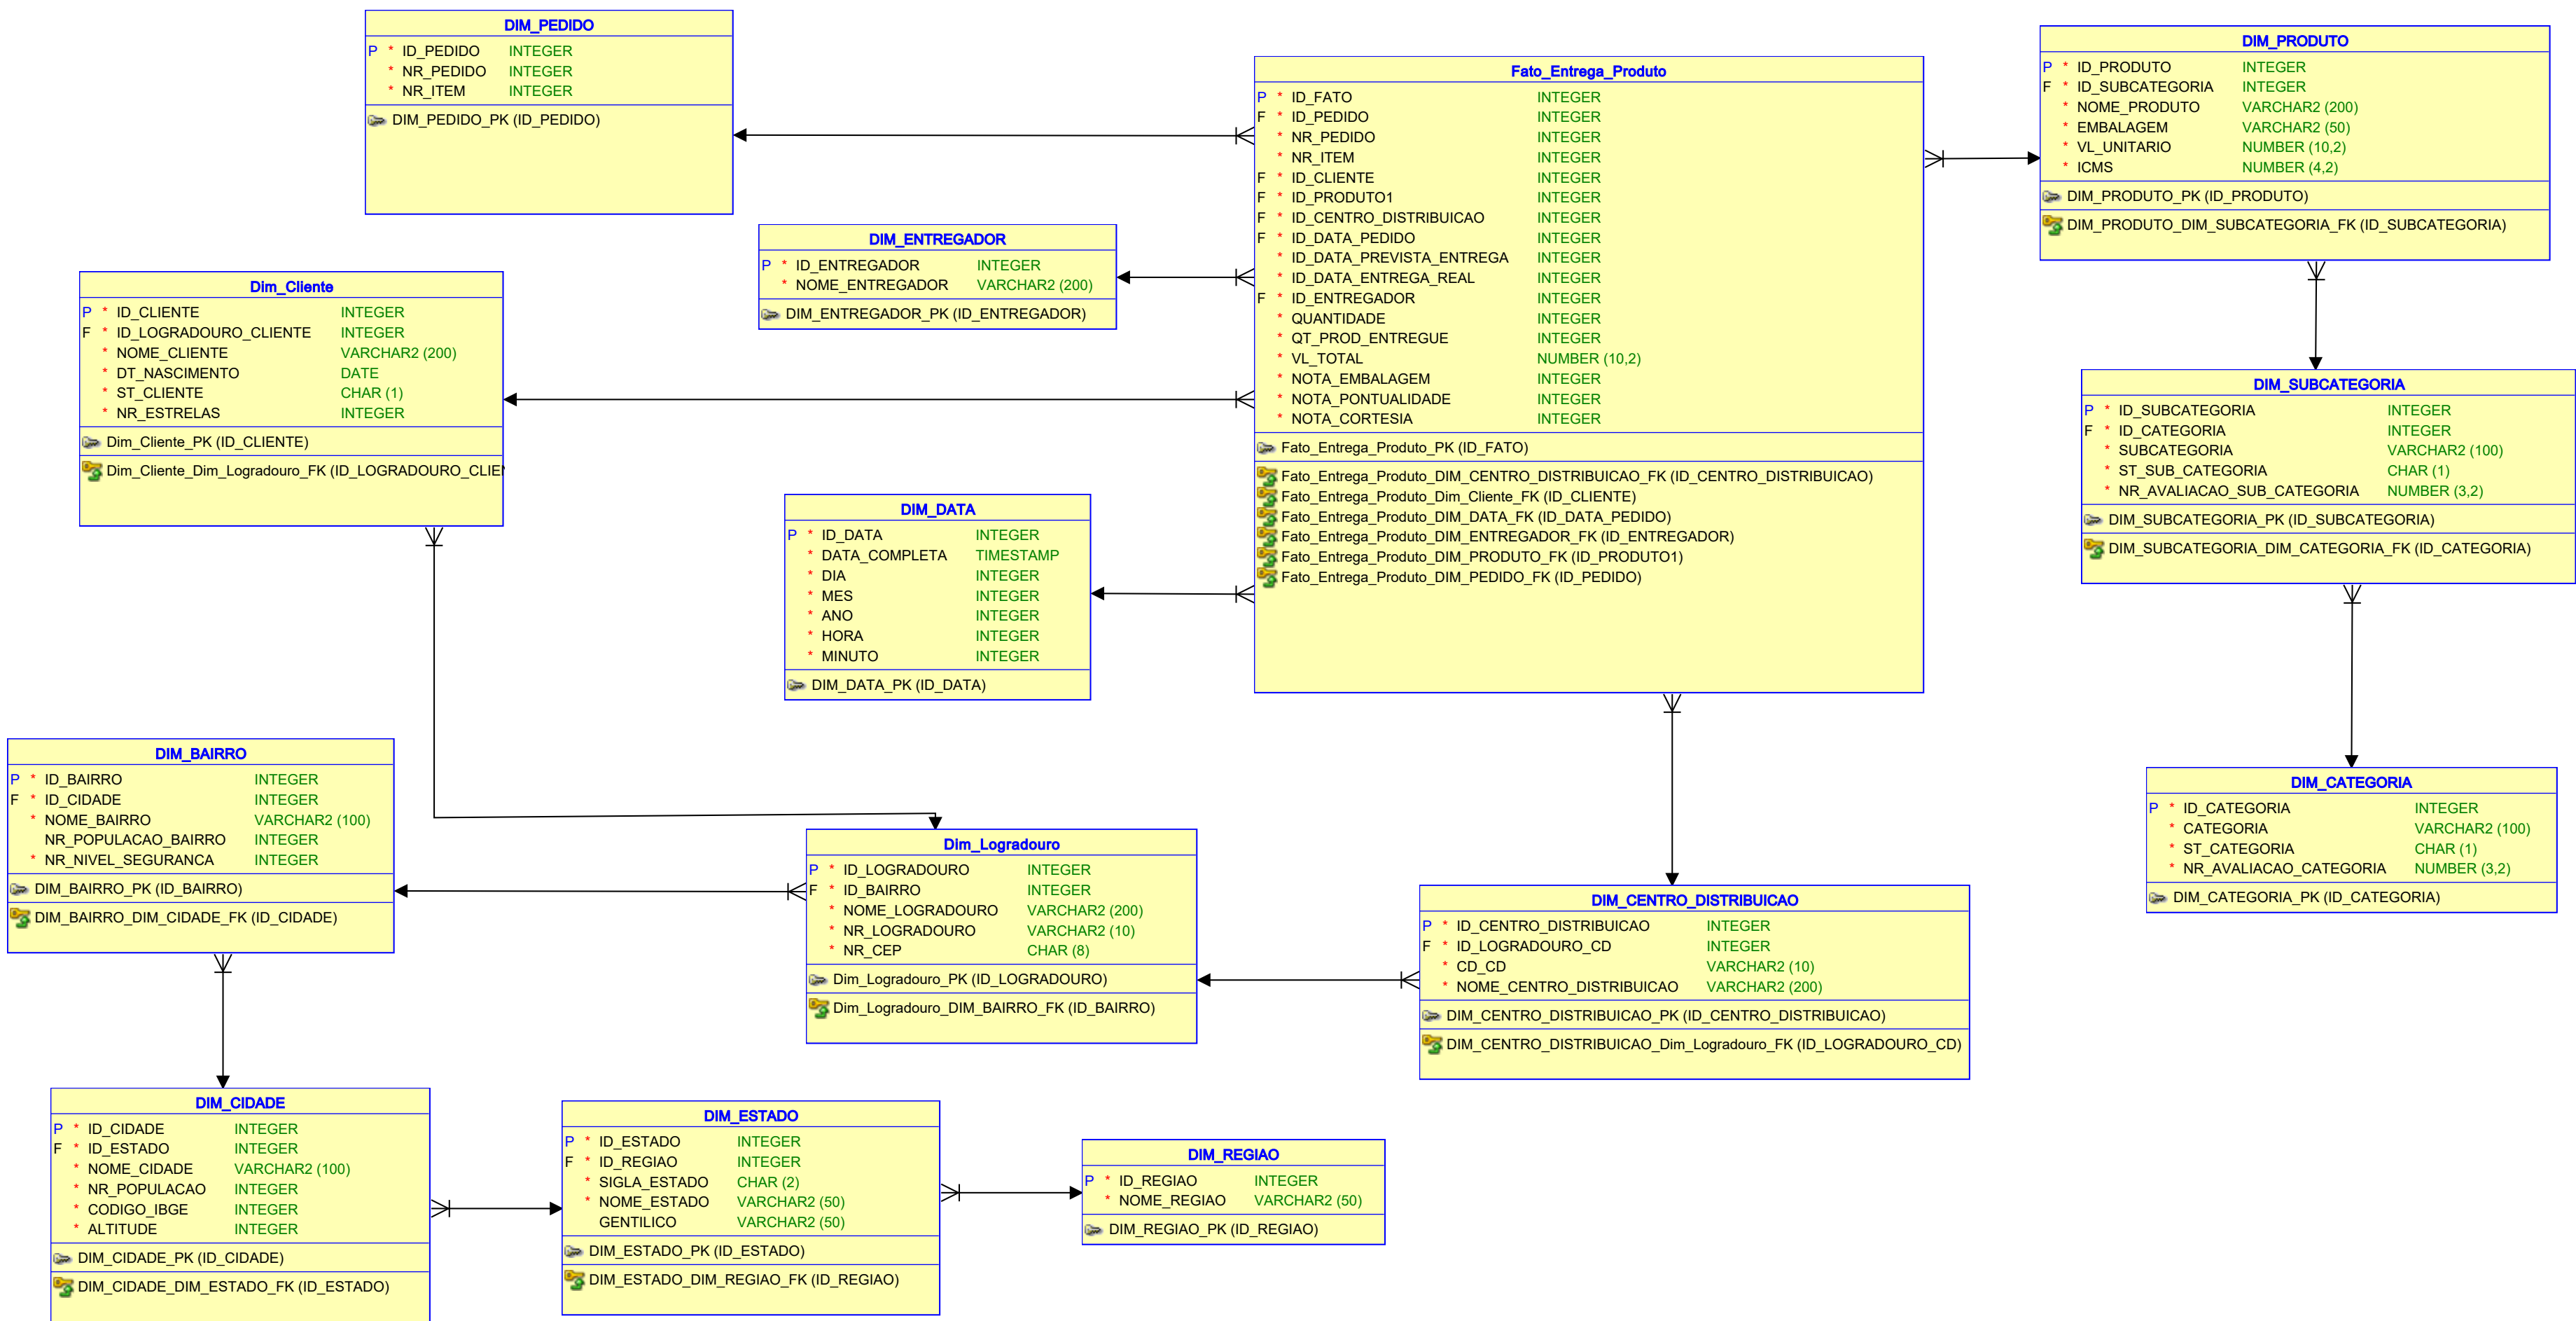 DIM_PEDIDO
P * ID_PEDIDO INTEGER
* NR_PEDIDO INTEGER
* NR_ITEM INTEGER
DIM_PEDIDO_PK (ID_PEDIDO)
Fato_Entrega_Produto
P * ID_FATO INTEGER
F * ID_PEDIDO INTEGER
* NR_PEDIDO INTEGER
* NR_ITEM INTEGER
F * ID_CLIENTE INTEGER
F * ID_PRODUTO1 INTEGER
F * ID_CENTRO_DISTRIBUICAO INTEGER
F * ID_DATA_PEDIDO INTEGER
* ID_DATA_PREVISTA_ENTREGA INTEGER
* ID_DATA_ENTREGA_REAL INTEGER
F * ID_ENTREGADOR INTEGER
* QUANTIDADE INTEGER
* QT_PROD_ENTREGUE INTEGER
* VL_TOTAL NUMBER (10,2)
* NOTA_EMBALAGEM INTEGER
* NOTA_PONTUALIDADE INTEGER
* NOTA_CORTESIA INTEGER
Fato_Entrega_Produto_PK (ID_FATO)
Fato_Entrega_Produto_DIM_CENTRO_DISTRIBUICAO_FK (ID_CENTRO_DISTRIBUICAO)
Fato_Entrega_Produto_Dim_Cliente_FK (ID_CLIENTE)
Fato_Entrega_Produto_DIM_DATA_FK (ID_DATA_PEDIDO)
Fato_Entrega_Produto_DIM_ENTREGADOR_FK (ID_ENTREGADOR)
Fato_Entrega_Produto_DIM_PRODUTO_FK (ID_PRODUTO1)
Fato_Entrega_Produto_DIM_PEDIDO_FK (ID_PEDIDO)
DIM_PRODUTO
P * ID_PRODUTO INTEGER
F * ID_SUBCATEGORIA INTEGER
* NOME_PRODUTO VARCHAR2 (200)
* EMBALAGEM VARCHAR2 (50)
* VL_UNITARIO NUMBER (10,2)
* ICMS NUMBER (4,2)
DIM_PRODUTO_PK (ID_PRODUTO)
DIM_PRODUTO_DIM_SUBCATEGORIA_FK (ID_SUBCATEGORIA)
DIM_ENTREGADOR
P * ID_ENTREGADOR INTEGER
* NOME_ENTREGADOR VARCHAR2 (200)
DIM_ENTREGADOR_PK (ID_ENTREGADOR)
Dim_Cliente
P * ID_CLIENTE INTEGER
F * ID_LOGRADOURO_CLIENTE INTEGER
* NOME_CLIENTE VARCHAR2 (200)
* DT_NASCIMENTO DATE
* ST_CLIENTE CHAR (1)
* NR_ESTRELAS INTEGER
Dim_Cliente_PK (ID_CLIENTE)
Dim_Cliente_Dim_Logradouro_FK (ID_LOGRADOURO_CLIE
DIM_SUBCATEGORIA
P * ID_SUBCATEGORIA INTEGER
F * ID_CATEGORIA INTEGER
* SUBCATEGORIA VARCHAR2 (100)
* ST_SUB_CATEGORIA CHAR (1)
* NR_AVALIACAO_SUB_CATEGORIA NUMBER (3,2)
DIM_SUBCATEGORIA_PK (ID_SUBCATEGORIA)
DIM_SUBCATEGORIA_DIM_CATEGORIA_FK (ID_CATEGORIA)
DIM_DATA
P * ID_DATA INTEGER
* DATA_COMPLETA TIMESTAMP
* DIA INTEGER
* MES INTEGER
* ANO INTEGER
* HORA INTEGER
* MINUTO INTEGER
DIM_DATA_PK (ID_DATA)
DIM_BAIRRO
P * ID_BAIRRO INTEGER
F * ID_CIDADE INTEGER
* NOME_BAIRRO VARCHAR2 (100)
NR_POPULACAO_BAIRRO INTEGER
* NR_NIVEL_SEGURANCA INTEGER
DIM_BAIRRO_PK (ID_BAIRRO)
DIM_BAIRRO_DIM_CIDADE_FK (ID_CIDADE)
Dim_Logradouro
P * ID_LOGRADOURO INTEGER
F * ID_BAIRRO INTEGER
* NOME_LOGRADOURO VARCHAR2 (200)
* NR_LOGRADOURO VARCHAR2 (10)
* NR_CEP CHAR (8)
Dim_Logradouro_PK (ID_LOGRADOURO)
Dim_Logradouro_DIM_BAIRRO_FK (ID_BAIRRO)
DIM_CATEGORIA
P * ID_CATEGORIA INTEGER
* CATEGORIA VARCHAR2 (100)
* ST_CATEGORIA CHAR (1)
* NR_AVALIACAO_CATEGORIA NUMBER (3,2)
DIM_CATEGORIA_PK (ID_CATEGORIA)
DIM_CENTRO_DISTRIBUICAO
P * ID_CENTRO_DISTRIBUICAO INTEGER
F * ID_LOGRADOURO_CD INTEGER
* CD_CD VARCHAR2 (10)
* NOME_CENTRO_DISTRIBUICAO VARCHAR2 (200)
DIM_CENTRO_DISTRIBUICAO_PK (ID_CENTRO_DISTRIBUICAO)
DIM_CENTRO_DISTRIBUICAO_Dim_Logradouro_FK (ID_LOGRADOURO_CD)
DIM_CIDADE
P * ID_CIDADE INTEGER
F * ID_ESTADO INTEGER
* NOME_CIDADE VARCHAR2 (100)
* NR_POPULACAO INTEGER
* CODIGO_IBGE INTEGER
* ALTITUDE INTEGER
DIM_CIDADE_PK (ID_CIDADE)
DIM_CIDADE_DIM_ESTADO_FK (ID_ESTADO)
DIM_ESTADO
P * ID_ESTADO INTEGER
F * ID_REGIAO INTEGER
* SIGLA_ESTADO CHAR (2)
* NOME_ESTADO VARCHAR2 (50)
GENTILICO VARCHAR2 (50)
DIM_ESTADO_PK (ID_ESTADO)
DIM_ESTADO_DIM_REGIAO_FK (ID_REGIAO)
DIM_REGIAO
P * ID_REGIAO INTEGER
* NOME_REGIAO VARCHAR2 (50)
DIM_REGIAO_PK (ID_REGIAO)